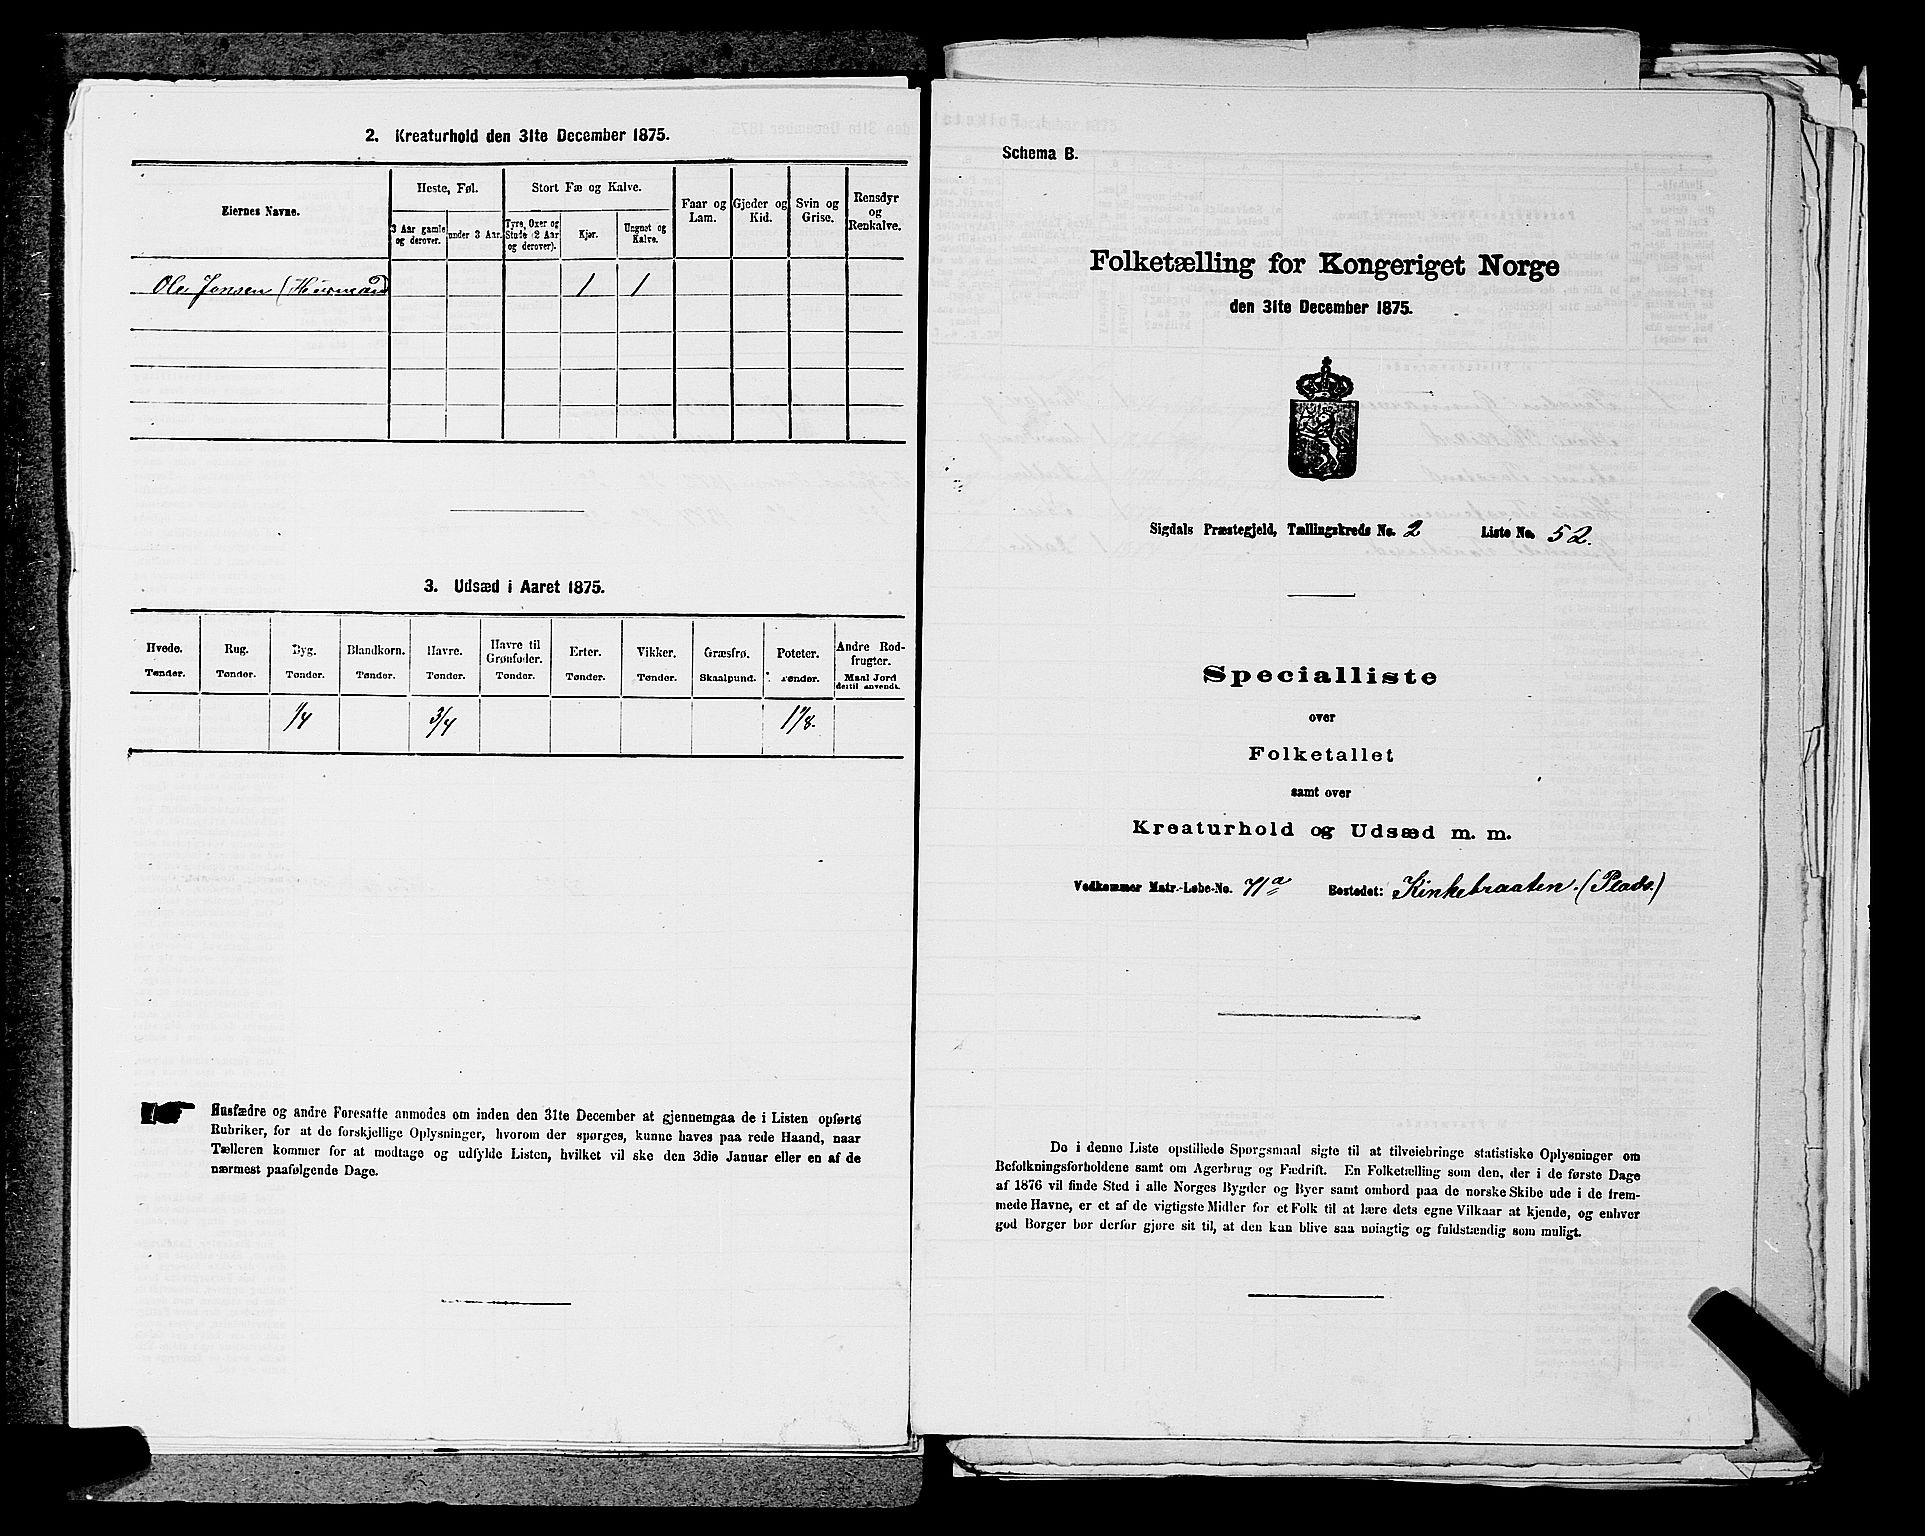 2. Kreaturhold den 31te December 1875.
Eiernes Navne.
Heste, Føl.
Stort Fæ og Kalve.
Faar og Lam.
Gjeder og Kid.
Svin og Grise.
Rensdyr og Renkalve.
3 Aar gamle og derover.
under 3 Aar.
Tyre, Oxer og Stude (2 Aar og derover).
Kjør.
Ungnøt og Kalve.
Ole Jonsen (Huusmand 1 1
3. Udsæd i Aaret 1875.
Hvede. Tønder.
Rug. Tønder.
Byg. Tønder.
Blandkorn. Tønder.
Havre. Tønder.
Havre til Grønfoder. Tønder.
Erter. Tønder.
Vikker. Tønder.
Græsfrø. Skaalpund.
Poteter. Tønder.
Andre Rodfrugter. Maal Jord dertil anvendt.
1/4 3/4 1 7/8.
Husfædre og andre Foresatte anmodes om inden den 31te December at gjennemgaa de i Listen opførte
Rubriker, for at de forskjellige Oplysninger, hvorom der spørges, kunne haves paa rede Haand, naar
Tælleren kommer for at modtage og udfylde Listen, hvilket vil ske den 3die Januar eller en af de
nærmest paafølgende Dage.
Schema B.
Folketælling for Kongeriget Norge
den 31te December 1875.
Sigdals Præstegjeld, Tællingskreds No. 2 Liste No. 52.
Specialliste
over
Folketallet
samt over
Kreaturhold og Udsæd m. m.
Vedkommer Matr.-Løbe-No. 71a Bostedet: Kinkebraaten. (Plads.)
De i denne Liste opstillede Spørgsmaal sigte til at tilveiebringe statistiske Oplysninger om
Befolkningsforholdene samt om Agerbrug og Fædrift. En Folketælling som den, der i de første Dage
af 1876 vil finde Sted i alle Norges Bygder og Byer samt ombord paa de norske Skibe ude i de frem-
mede Havne, er et af de vigtigste Midler for et Folk til at lære dets egne Vilkaar at kjende, og enhver
god Borger bør derfor gjøre sit til, at den kan blive saa nøiagtig og fuldstændig som muligt.